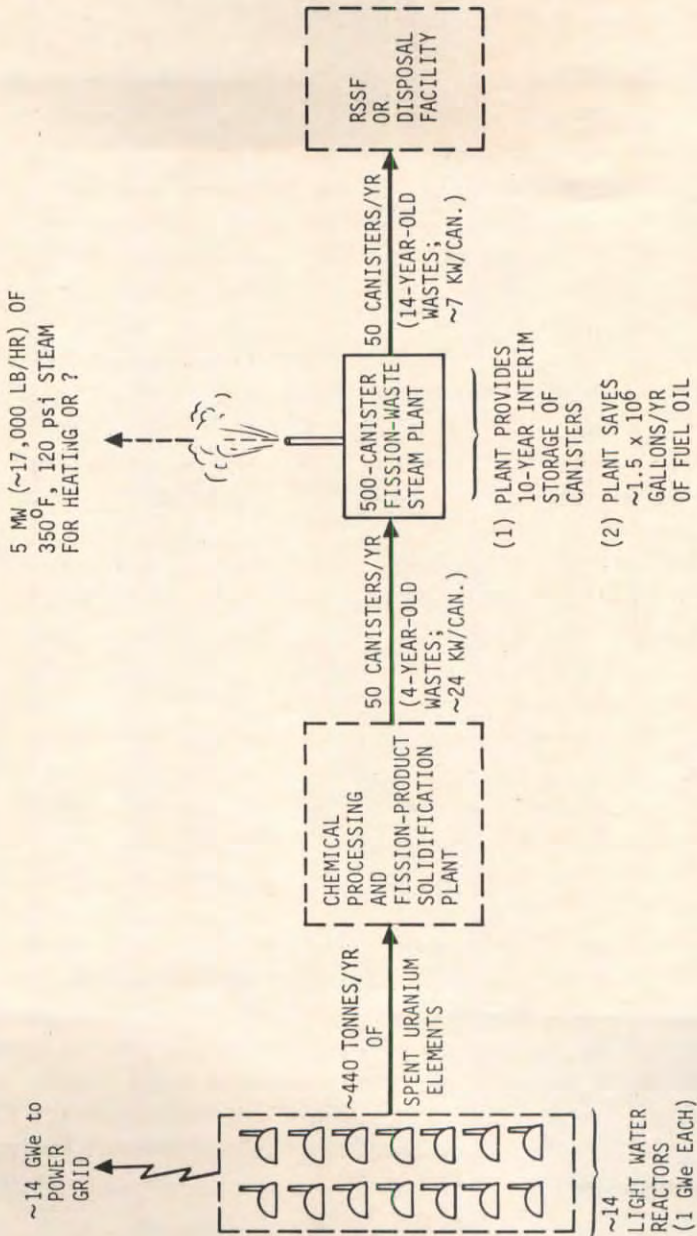 ~14 GWe to
POWER
GRID
~14
LIGHT WATER
REACTORS
(1 GWe EACH)
~440 TONNES/YR
OF
SPENT URANIUM
ELEMENTS
CHEMICAL
PROCESSING
AND
FISSION-PRODUCT
SOLIDIFICATION
PLANT
50 CANISTERS/YR
(4-YEAR-OLD
WASTES;
~24 KW/CAN.)
5 MW (~17,000 LB/HR) OF
350°F, 120 psi STEAM
FOR HEATING OR ?
500-CANISTER
FISSION-WASTE
STEAM PLANT
(1) PLANT PROVIDES
10-YEAR INTERIM
STORAGE OF
CANISTERS
(2) PLANT SAVES
~1.5 x 10⁶
GALLONS/YR
OF FUEL OIL
50 CANISTERS/YR
(14-YEAR-OLD
WASTES;
~7 KW/CAN.)
RSSF
OR
DISPOSAL
FACILITY